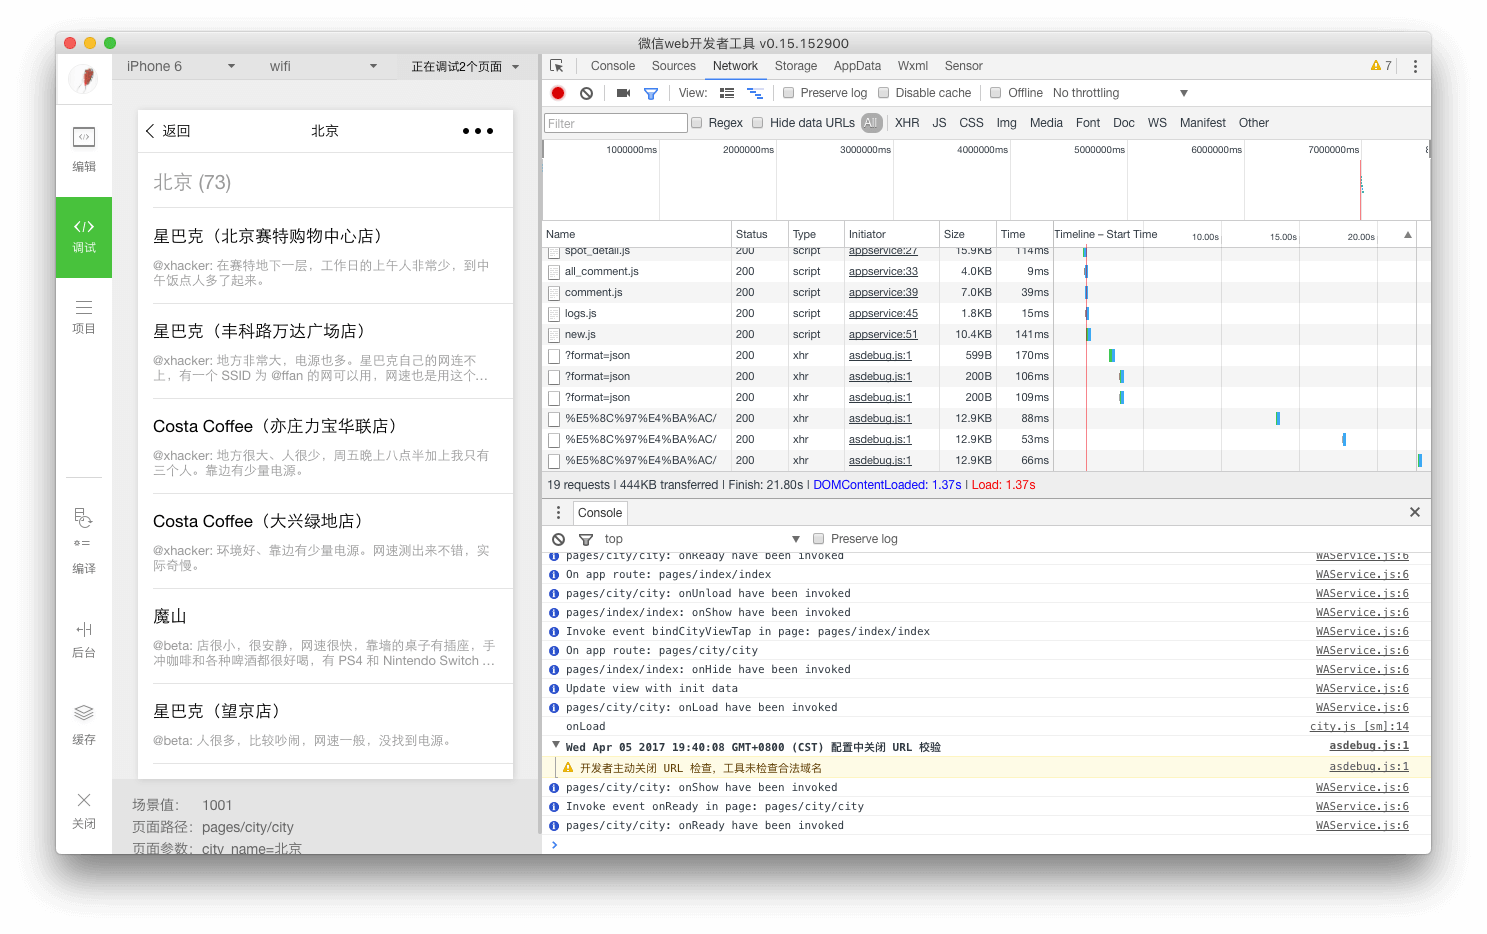 微信web开发者工具 v0.15.152900
iPhone 6
wifi
正在调试2个页面
编辑
调试
项目
编译
后台
缓存
关闭
返回
北京
北京 (73)
星巴克（北京赛特购物中心店）
@xhacker: 在赛特地下一层，工作日的上午人非常少，到中
午饭点人多了起来。
星巴克（丰科路万达广场店）
@xhacker: 地方非常大，电源也多。星巴克自己的网连不
上，有一个 SSID 为 @ffan 的网可以用，网速也是用这个...
Costa Coffee（亦庄力宝华联店）
@xhacker: 地方很大、人很少，周五晚上八点半加上我只有
三个人。靠边有少量电源。
Costa Coffee（大兴绿地店）
@xhacker: 环境好、靠边有少量电源。网速测出来不错，实
际奇慢。
魔山
@beta: 店很小，很安静，网速很快，靠墙的桌子有插座，手
冲咖啡和各种啤酒都很好喝，有 PS4 和 Nintendo Switch ...
星巴克（望京店）
@beta: 人很多，比较吵闹，网速一般，没找到电源。
场景值： 1001
页面路径： pages/city/city
页面参数： city_name=北京
Console Sources Network Storage AppData Wxml Sensor 7
View: Preserve log Disable cache Offline No throttling
Filter Regex Hide data URLs All XHR JS CSS Img Media Font Doc WS Manifest Other
1000000ms 2000000ms 3000000ms 4000000ms 5000000ms 6000000ms 7000000ms
Name Status Type Initiator Size Time Timeline – Start Time 10.00s 15.00s 20.00s
spot_detail.js 200 script appservice:27 15.9KB 114ms
all_comment.js 200 script appservice:33 4.0KB 9ms
comment.js 200 script appservice:39 7.0KB 39ms
logs.js 200 script appservice:45 1.8KB 15ms
new.js 200 script appservice:51 10.4KB 141ms
?format=json 200 xhr asdebug.js:1 599B 170ms
?format=json 200 xhr asdebug.js:1 200B 106ms
?format=json 200 xhr asdebug.js:1 200B 109ms
%E5%8C%97%E4%BA%AC/ 200 xhr asdebug.js:1 12.9KB 88ms
%E5%8C%97%E4%BA%AC/ 200 xhr asdebug.js:1 12.9KB 53ms
%E5%8C%97%E4%BA%AC/ 200 xhr asdebug.js:1 12.9KB 66ms
19 requests | 444KB transferred | Finish: 21.80s | DOMContentLoaded: 1.37s | Load: 1.37s
Console
top Preserve log
pages/city/city: onReady have been invoked WAService.js:6
On app route: pages/index/index WAService.js:6
pages/city/city: onUnload have been invoked WAService.js:6
pages/index/index: onShow have been invoked WAService.js:6
Invoke event bindCityViewTap in page: pages/index/index WAService.js:6
On app route: pages/city/city WAService.js:6
pages/index/index: onHide have been invoked WAService.js:6
Update view with init data WAService.js:6
pages/city/city: onLoad have been invoked WAService.js:6
onLoad city.js [sm]:14
Wed Apr 05 2017 19:40:08 GMT+0800 (CST) 配置中关闭 URL 校验 asdebug.js:1
开发者主动关闭 URL 检查，工具未检查合法域名 asdebug.js:1
pages/city/city: onShow have been invoked WAService.js:6
Invoke event onReady in page: pages/city/city WAService.js:6
pages/city/city: onReady have been invoked WAService.js:6